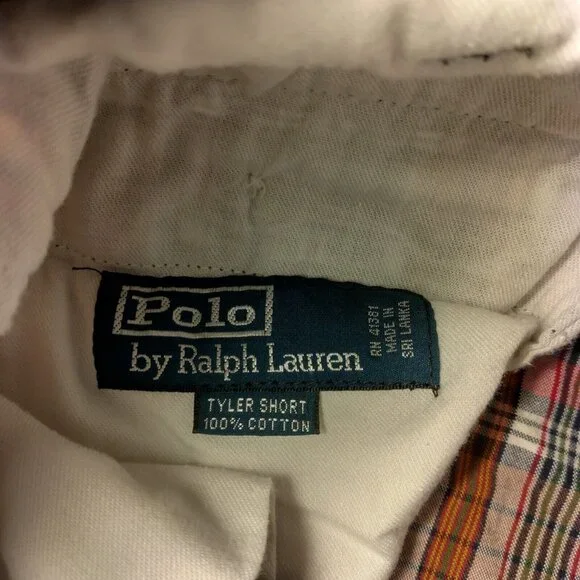 Polo
by Ralph Lauren
RN 41381
MADE IN
SRI LANKA
TYLER SHORT
100% COTTON